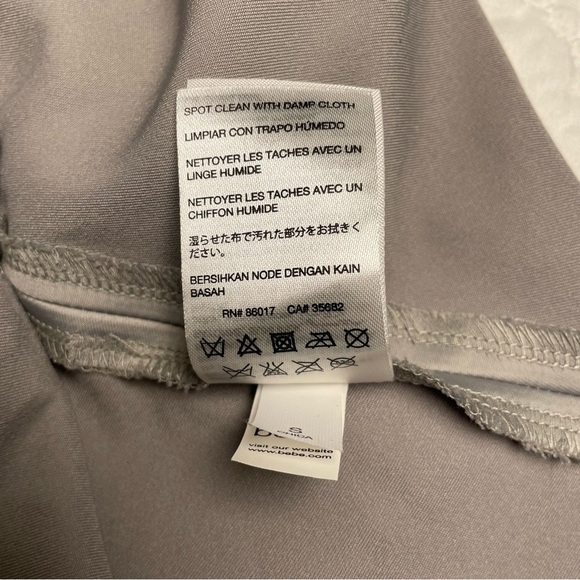 SPOT CLEAN WITH DAMP CLOTH
LIMPIAR CON TRAPO HÚMEDO
NETTOYER LES TACHES AVEC UN
LINGE HUMIDE
NETTOYER LES TACHES AVEC UN
CHIFFON HUMIDE
湿らせた布で汚れた部分をお拭きく
ださい。
BERSIHKAN NODE DENGAN KAIN
BASAH
RN# 86017 CA# 35682
S
visit our website
www.bebe.com